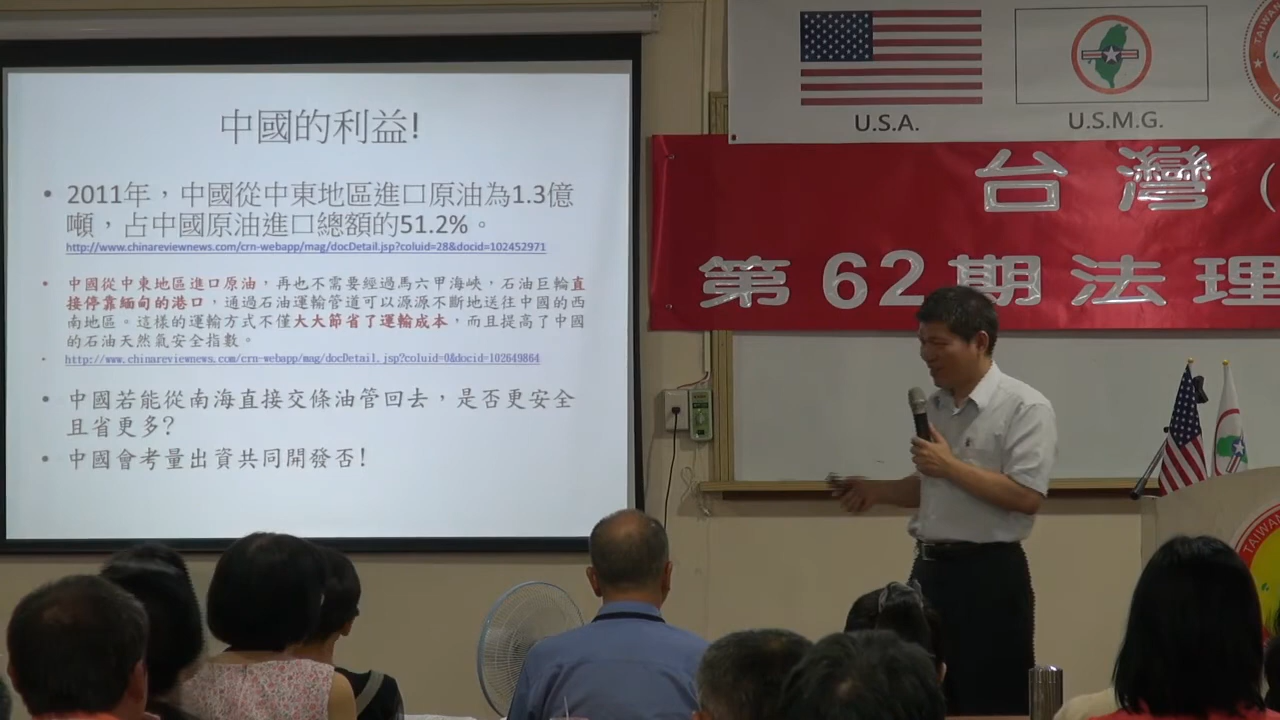 中國的利益!
• 2011年，中國從中東地區進口原油為1.3億
噸，占中國原油進口總額的51.2%。
http://www.chinareviewnews.com/crn-webapp/mag/docDetail.jsp?coluid=28&docid=102452971
• 中國從中東地區進口原油，再也不需要經過馬六甲海峽，石油巨輪直
接停靠緬甸的港口，通過石油運輸管道可以源源不斷地送往中國的西
南地區。這樣的運輸方式不僅大大節省了運輸成本，而且提高了中國
的石油天然氣安全指數。
• http://www.chinareviewnews.com/crn-webapp/doc/docDetail.jsp?coluid=0&docid=102649864
• 中國若能從南海直接交條油管回去，是否更安全
且省更多?
• 中國會考量出資共同開發否!
U.S.A.
U.S.M.G.
TAIWAN
台灣(
第62期法理
TAIWAN